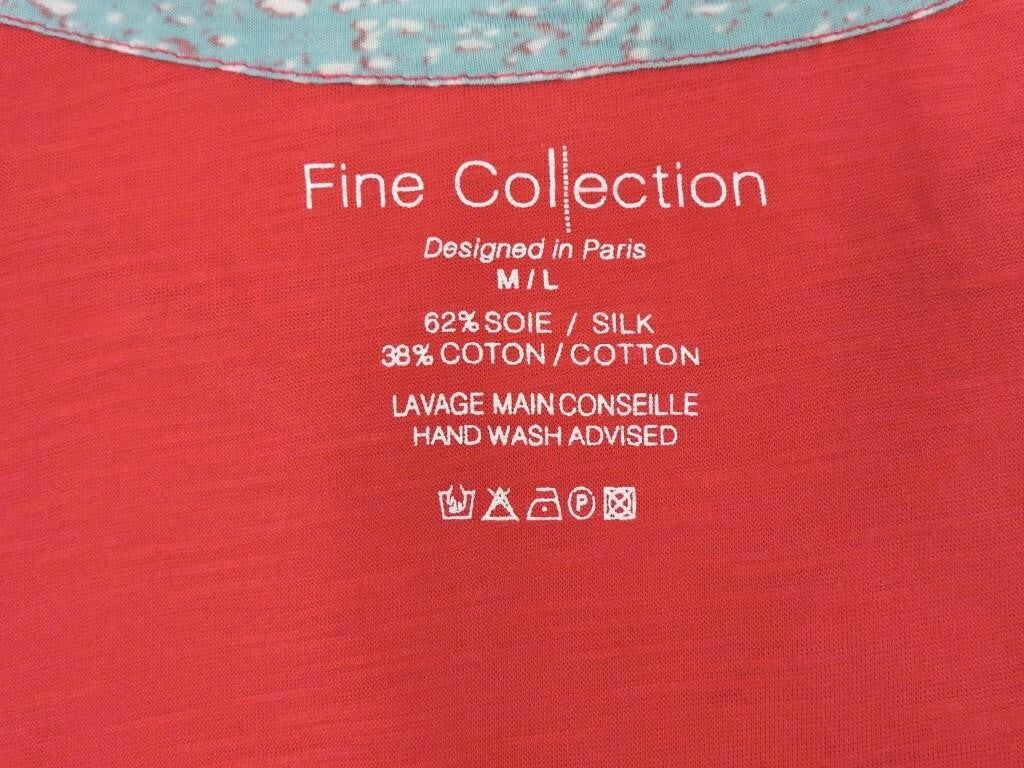 Fine Collection
Designed in Paris
M/L
62% SOIE / SILK
38% COTON/COTTON
LAVAGE MAIN CONSEILLE
HAND WASH ADVISED
P